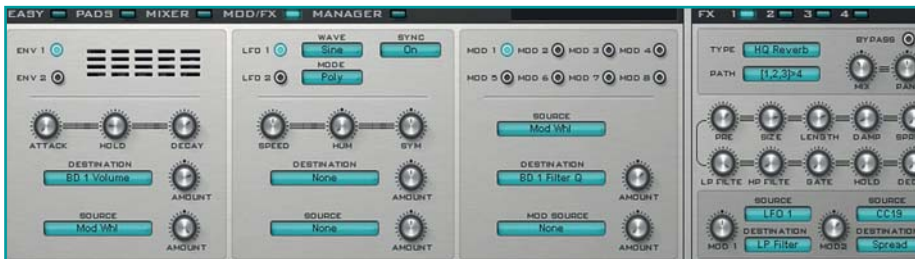 EASY PADS MIXER MOD/FX MANAGER FX 1 2 3 4
ENV 1
ENV 2
ATTACK HOLD DECAY
DESTINATION
BD 1 Volume
AMOUNT
SOURCE
Mod Whl
AMOUNT
LFO 1
LFO 2
WAVE
Sine
SYNC
On
MODE
Poly
SPEED HUM SYM
DESTINATION
None
AMOUNT
SOURCE
None
AMOUNT
MOD 1 MOD 2 MOD 3 MOD 4
MOD 5 MOD 6 MOD 7 MOD 8
SOURCE
Mod Whl
DESTINATION
BD 1 Filter Q
AMOUNT
MOD SOURCE
None
AMOUNT
TYPE HQ Reverb
PATH [1,2,3]>4
BYPASS
MIX PAN
PRE SIZE LENGTH DAMP SPR
LP FILTE HP FILTE GATE HOLD DE
MOD 1
SOURCE
LFO 1
DESTINATION
LP Filter
MOD2
SOURCE
CC19
DESTINATION
Spread